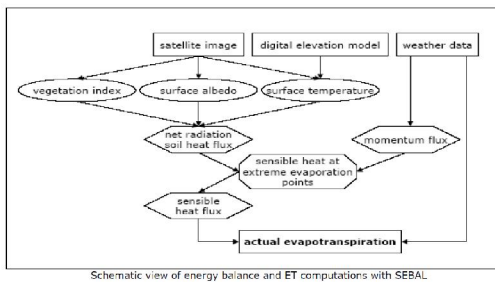 satellite image
digital elevation model
weather data
vegetation index
surface albedo
surface temperature
net radiation
soil heat flux
momentum flux
sensible heat at
extreme evaporation
points
sensible
heat flux
actual evapotranspiration
Schematic view of energy balance and ET computations with SEBAL